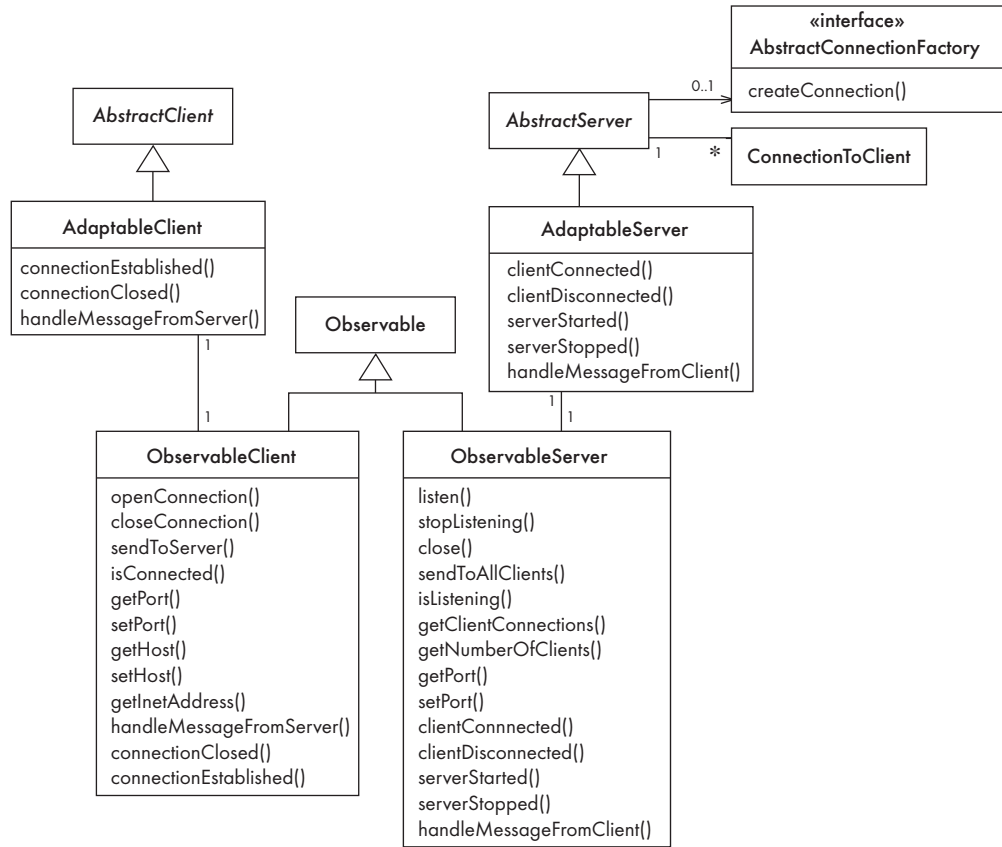 «interface»
AbstractConnectionFactory
createConnection()
0..1
AbstractClient
AbstractServer
1
*
ConnectionToClient
AdaptableClient
connectionEstablished()
connectionClosed()
handleMessageFromServer()
1
1
AdaptableServer
clientConnected()
clientDisconnected()
serverStarted()
serverStopped()
handleMessageFromClient()
1
1
Observable
ObservableClient
openConnection()
closeConnection()
sendToServer()
isConnected()
getPort()
setPort()
getHost()
setHost()
getInetAddress()
handleMessageFromServer()
connectionClosed()
connectionEstablished()
ObservableServer
listen()
stopListening()
close()
sendToAllClients()
isListening()
getClientConnections()
getNumberOfClients()
getPort()
setPort()
clientConnnected()
clientDisconnected()
serverStarted()
serverStopped()
handleMessageFromClient()